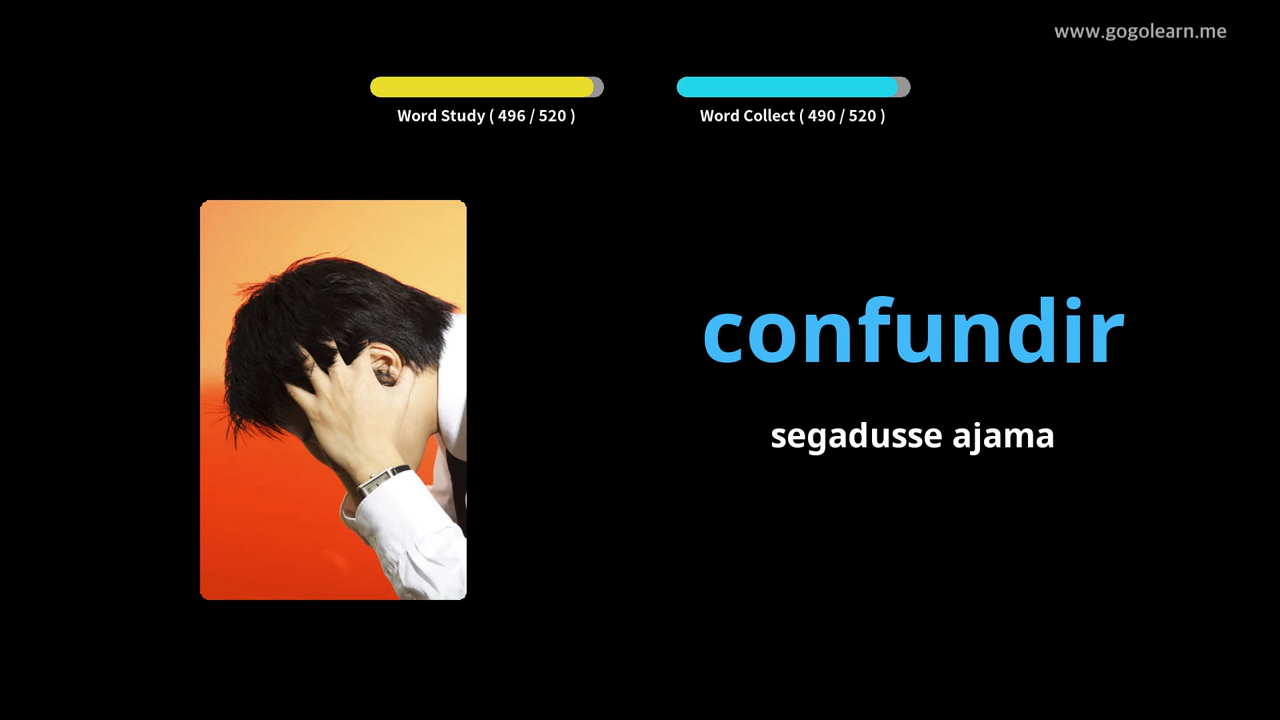 www.gogolearn.me
Word Study ( 496 / 520 )
Word Collect ( 490 / 520 )
confundir
segadusse ajama